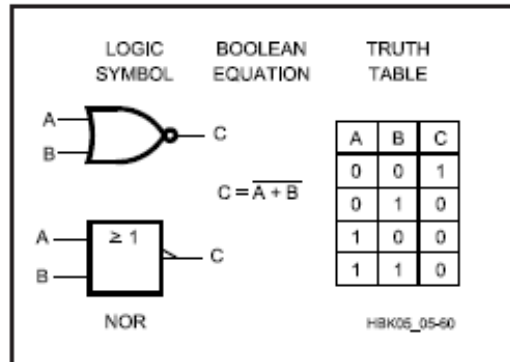 LOGIC SYMBOL
BOOLEAN EQUATION
TRUTH TABLE
A
B
C
C = \overline{A + B}
A B C
0 0 1
0 1 0
1 0 0
1 1 0
A
B
≥ 1
C
NOR
HBK05_05-60